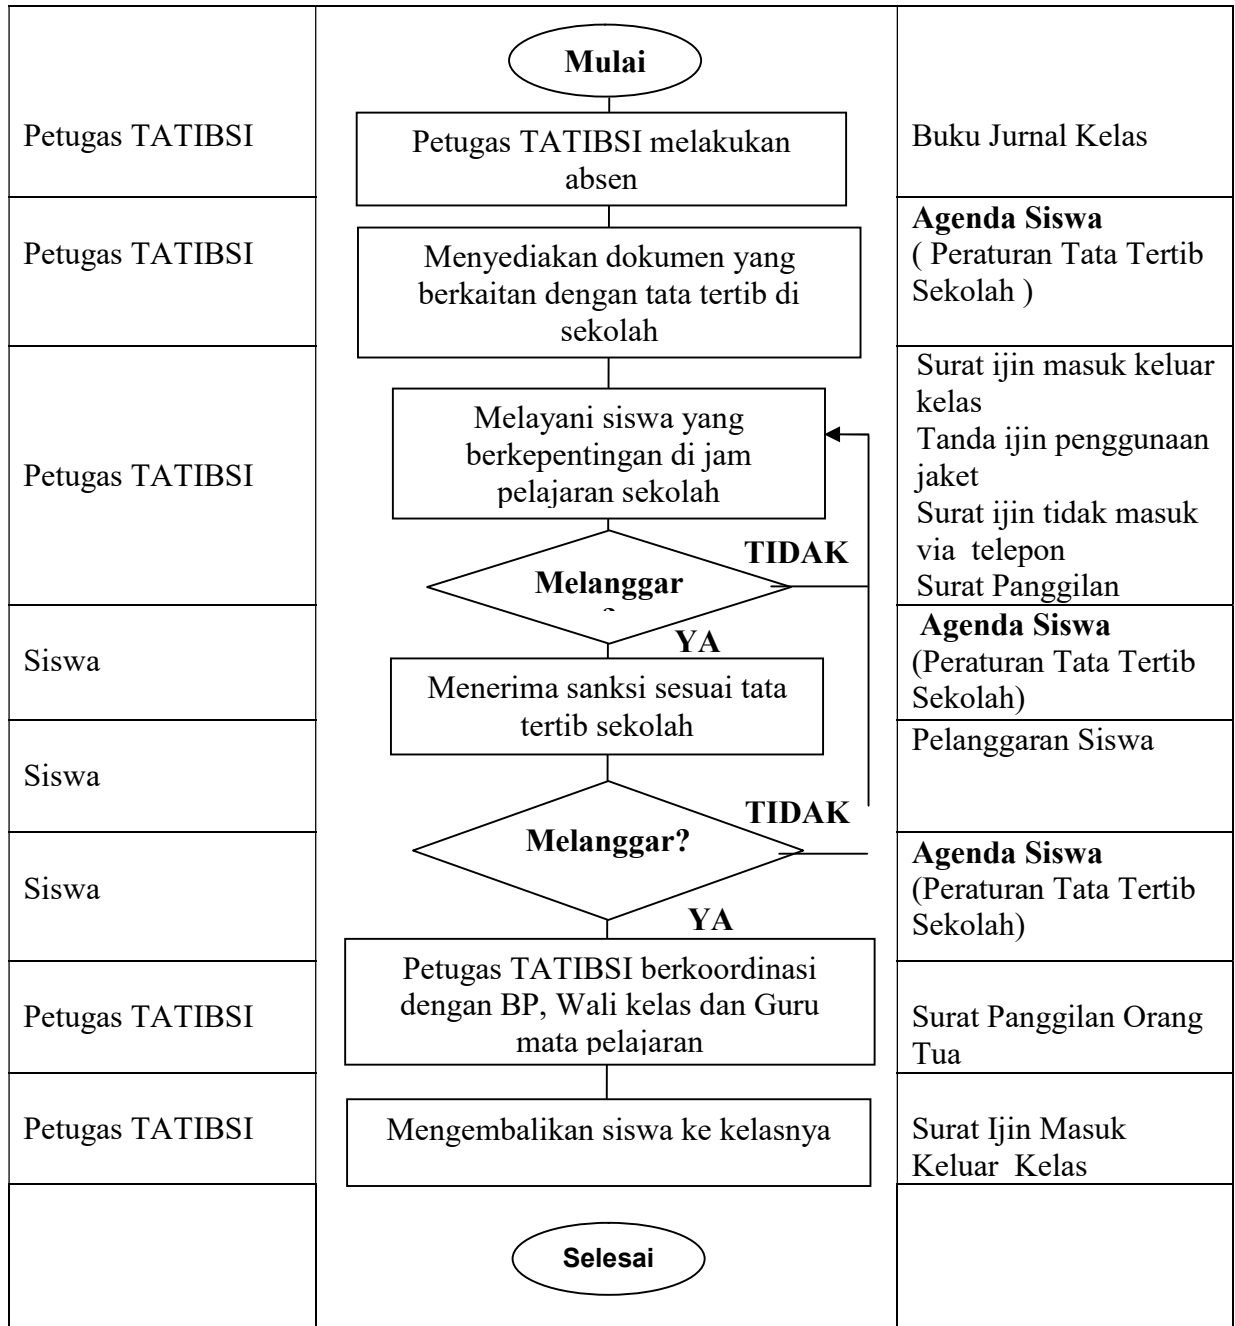 Mulai
Petugas TATIBSI
Petugas TATIBSI melakukan
absen
Buku Jurnal Kelas
Petugas TATIBSI
Menyediakan dokumen yang
berkaitan dengan tata tertib di
sekolah
Agenda Siswa
( Peraturan Tata Tertib
Sekolah )
Petugas TATIBSI
Melayani siswa yang
berkepentingan di jam
pelajaran sekolah
Surat ijin masuk keluar
kelas
Tanda ijin penggunaan
jaket
Surat ijin tidak masuk
via telepon
Surat Panggilan
TIDAK
Melanggar
YA
Siswa
Menerima sanksi sesuai tata
tertib sekolah
Agenda Siswa
(Peraturan Tata Tertib
Sekolah)
Siswa
Pelanggaran Siswa
TIDAK
Melanggar?
YA
Siswa
Agenda Siswa
(Peraturan Tata Tertib
Sekolah)
Petugas TATIBSI
Petugas TATIBSI berkoordinasi
dengan BP, Wali kelas dan Guru
mata pelajaran
Surat Panggilan Orang
Tua
Petugas TATIBSI
Mengembalikan siswa ke kelasnya
Surat Ijin Masuk
Keluar Kelas
Selesai